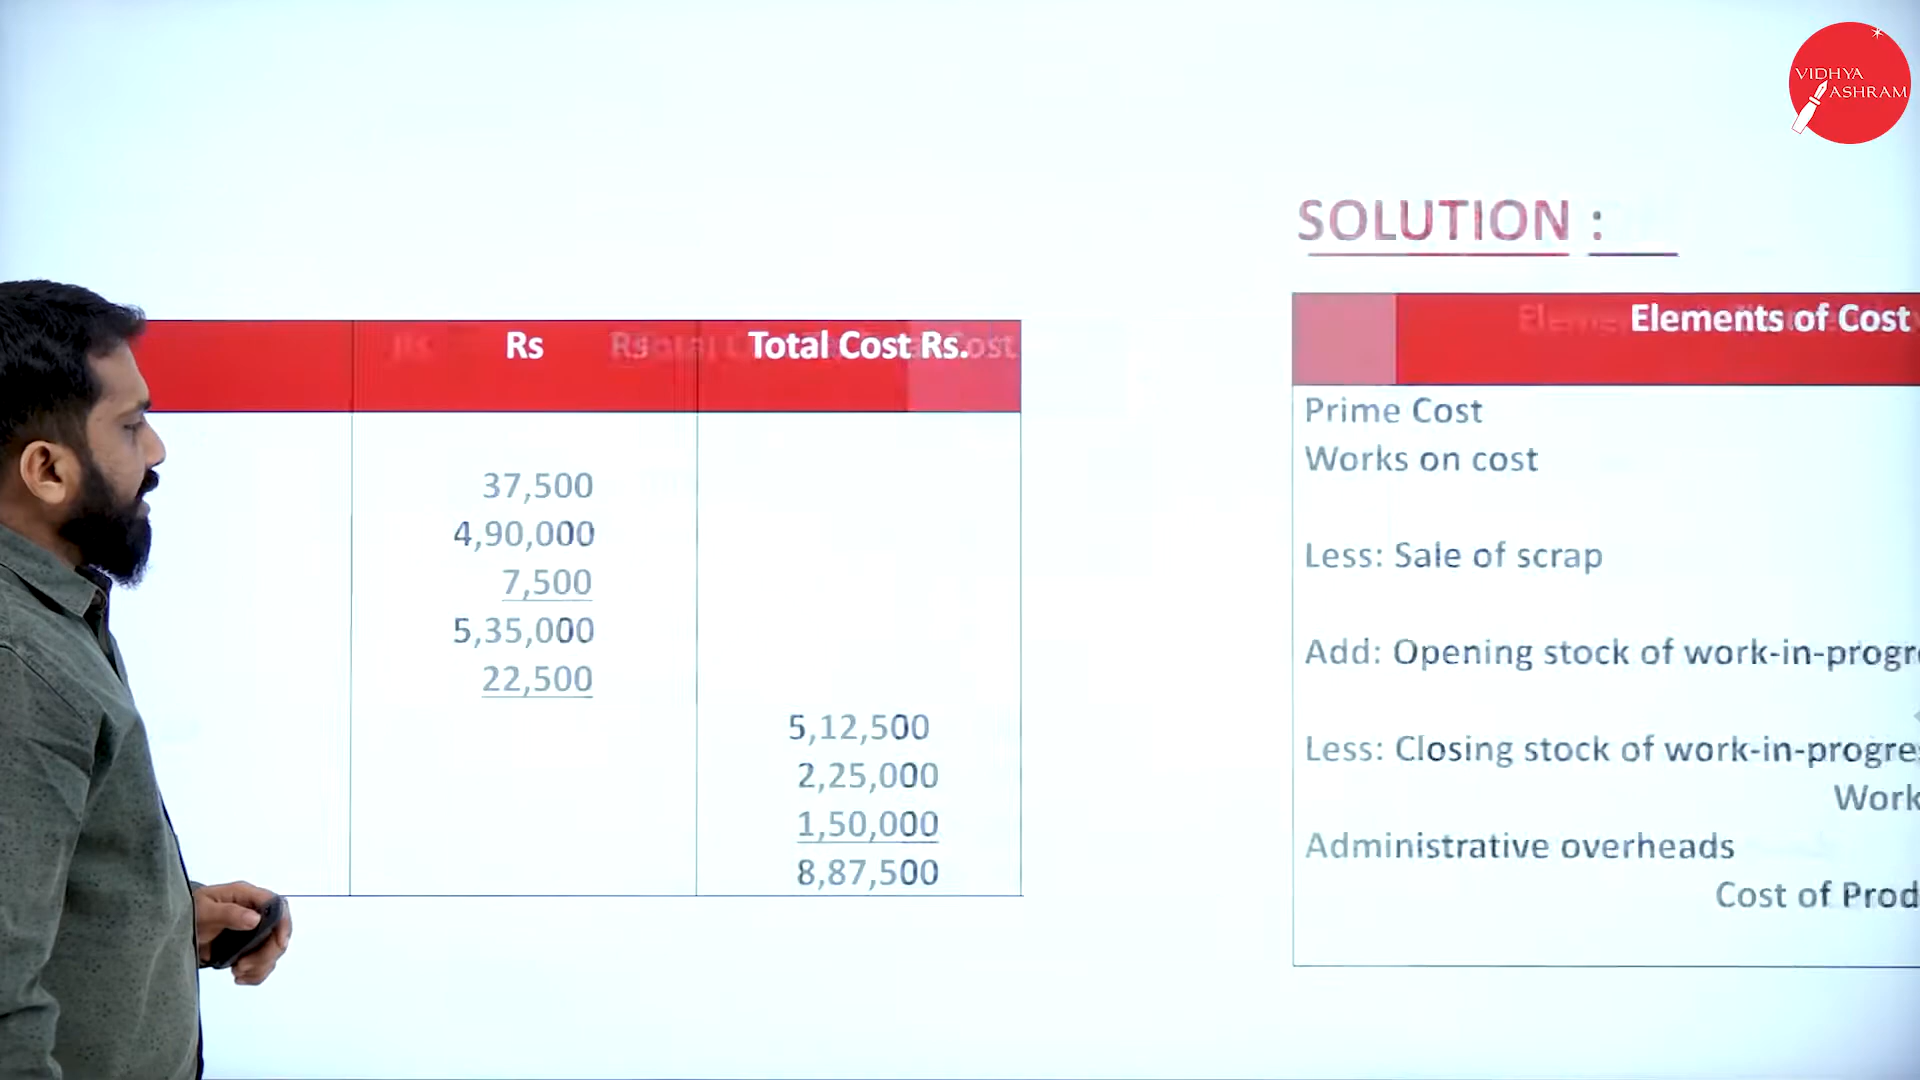 VIDHYA
ASHRAM
Rs
Total Cost Rs.
37,500
4,90,000
7,500
5,35,000
22,500
5,12,500
2,25,000
1,50,000
8,87,500
SOLUTION :
Elements of Cost
Prime Cost
Works on cost
Less: Sale of scrap
Add: Opening stock of work-in-progre
Less: Closing stock of work-in-progre
Work
Administrative overheads
Cost of Prod